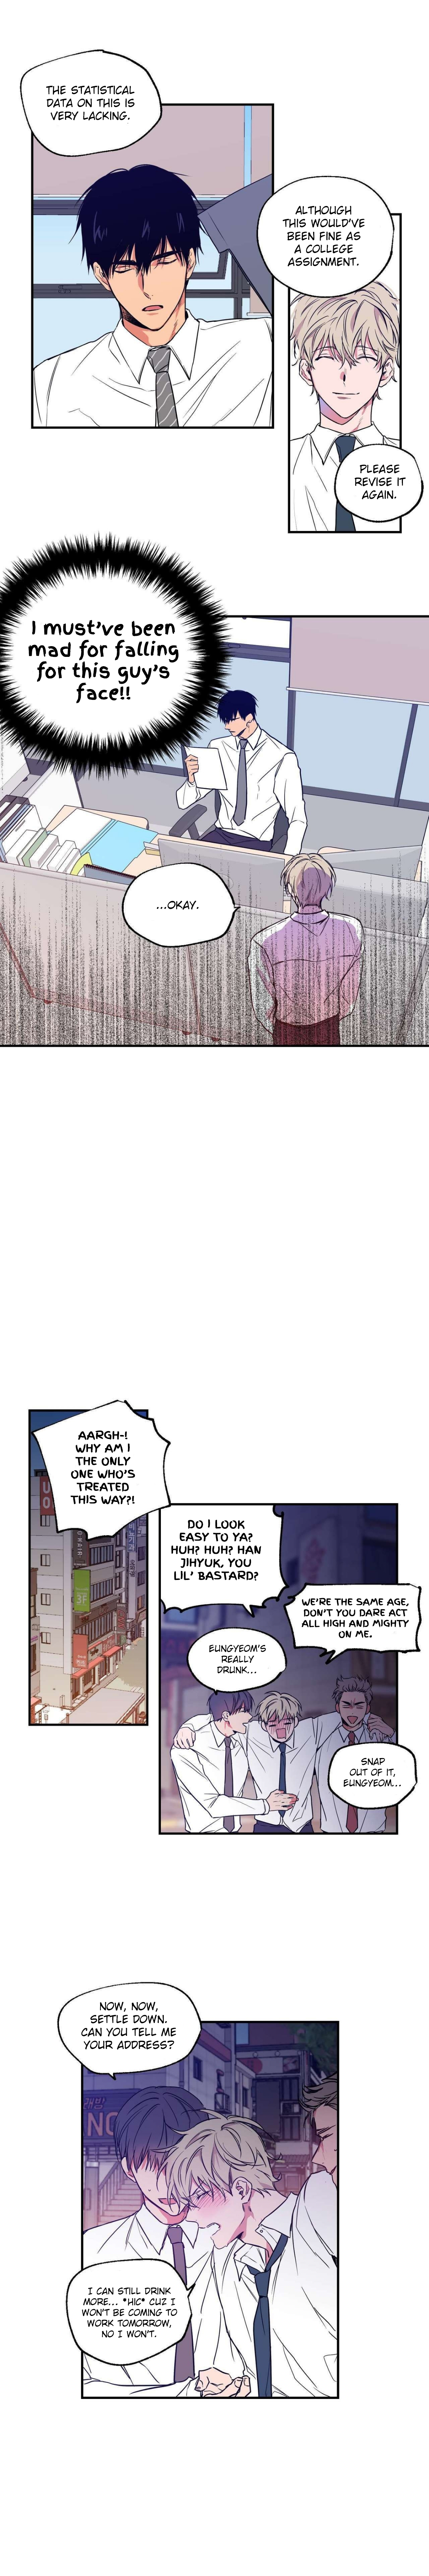 THE STATISTICAL
DATA ON THIS IS
VERY LACKING.
ALTHOUGH
THIS WOULD'VE
BEEN FINE AS
A COLLEGE
ASSIGNMENT.
PLEASE
REVISE IT
AGAIN.
I must've been
mad for falling
for this guy's
face!!
...OKAY.
AARGH-!
WHY AM I
THE ONLY
ONE WHO'S
TREATED
THIS WAY?!
3F
DO I LOOK
EASY TO YA?
HUH? HUH? HAN
JIHYUK, YOU
LIL' BASTARD?
WE'RE THE SAME AGE,
DON'T YOU DARE ACT
ALL HIGH AND MIGHTY
ON ME.
EUNGYEOM'S
REALLY
DRUNK...
SNAP
OUT OF IT,
EUNGYEOM...
NOW, NOW,
SETTLE DOWN.
CAN YOU TELL ME
YOUR ADDRESS?
래방
NO
I CAN STILL DRINK
MORE... *HIC* CUZ I
WON'T BE COMING TO
WORK TOMORROW,
NO I WON'T.